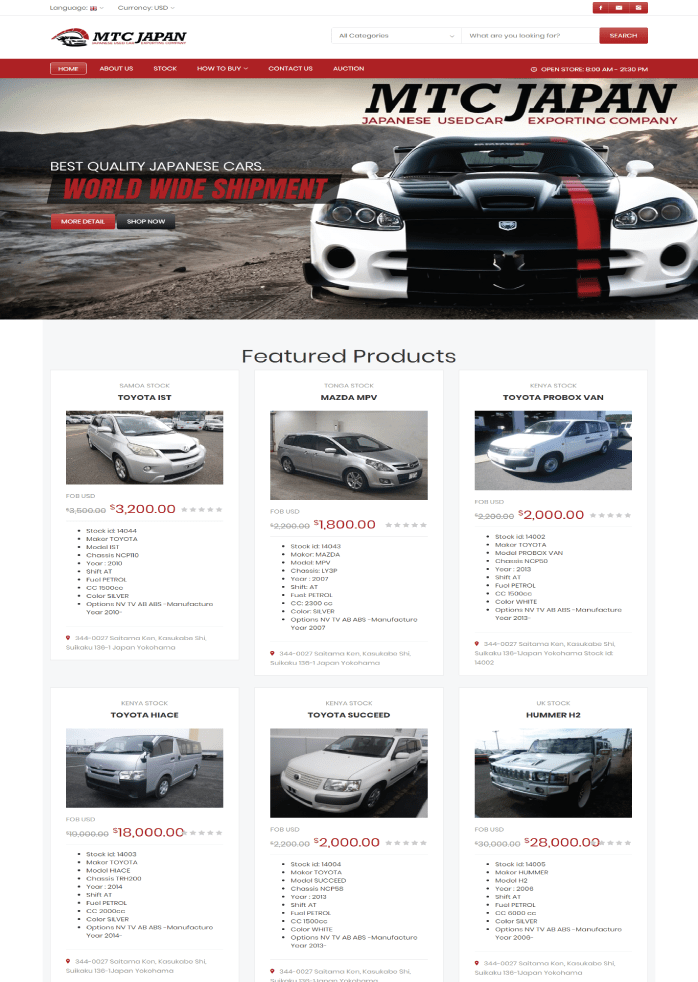 Language:
Currency: USD
MTC JAPAN
JAPANESE USED CAR EXPORTING COMPANY
All Categories
What are you looking for?
SEARCH
HOME
ABOUT US
STOCK
HOW TO BUY
CONTACT US
AUCTION
OPEN STORE: 8:00 AM - 21:30 PM
MTC JAPAN
JAPANESE USED CAR EXPORTING COMPANY
BEST QUALITY JAPANESE CARS.
WORLD WIDE SHIPMENT
MORE DETAIL
SHOP NOW
Featured Products
SAMOA STOCK
TOYOTA IST
FOB USD
$3,500.00 $3,200.00
Stock id: 14044
Maker TOYOTA
Model IST
Chassis NCP110
Year : 2010
Shift AT
Fuel PETROL
CC 1500cc
Color SILVER
Options NV TV AB ABS -Manufacture
Year 2010-
344-0027 Saitama Ken, Kasukabe Shi,
Suikaku 136-1 Japan Yokohama
TONGA STOCK
MAZDA MPV
FOB USD
$2,200.00 $1,800.00
Stock id: 14043
Maker: MAZDA
Model: MPV
Chassis: LY3P
Year : 2007
Shift: AT
Fuel: PETROL
CC: 2300 cc
Color: SILVER
Options NV TV AB ABS -Manufacture
Year 2007
344-0027 Saitama Ken, Kasukabe Shi,
Suikaku 136-1 Japan Yokohama
KENYA STOCK
TOYOTA PROBOX VAN
FOB USD
$2,200.00 $2,000.00
Stock id: 14002
Maker TOYOTA
Model PROBOX VAN
Chassis NCP50
Year : 2013
Shift AT
Fuel PETROL
CC 1500cc
Color WHITE
Options NV TV AB ABS -Manufacture
Year 2013-
344-0027 Saitama Ken, Kasukabe Shi,
Suikaku 136-1Japan Yokohama Stock id:
14002
KENYA STOCK
TOYOTA HIACE
FOB USD
$19,000.00 $18,000.00
Stock id: 14003
Maker TOYOTA
Model HIACE
Chassis TRH200
Year : 2014
Shift AT
Fuel PETROL
CC 2000cc
Color SILVER
Options NV TV AB ABS -Manufacture
Year 2014-
344-0027 Saitama Ken, Kasukabe Shi,
Suikaku 136-1Japan Yokohama
KENYA STOCK
TOYOTA SUCCEED
FOB USD
$2,200.00 $2,000.00
Stock id: 14004
Maker TOYOTA
Model SUCCEED
Chassis NCP58
Year : 2013
Shift AT
Fuel PETROL
CC 1500cc
Color WHITE
Options NV TV AB ABS -Manufacture
Year 2013-
344-0027 Saitama Ken, Kasukabe Shi,
Suikaku 136-1Japan Yokohama
UK STOCK
HUMMER H2
FOB USD
$30,000.00 $28,000.00
Stock id: 14005
Maker HUMMER
Model H2
Year : 2006
Shift AT
Fuel PETROL
CC 6000 cc
Color SILVER
Options NV TV AB ABS -Manufacture
Year 2006-
344-0027 Saitama Ken, Kasukabe Shi,
Suikaku 136-1Japan Yokohama